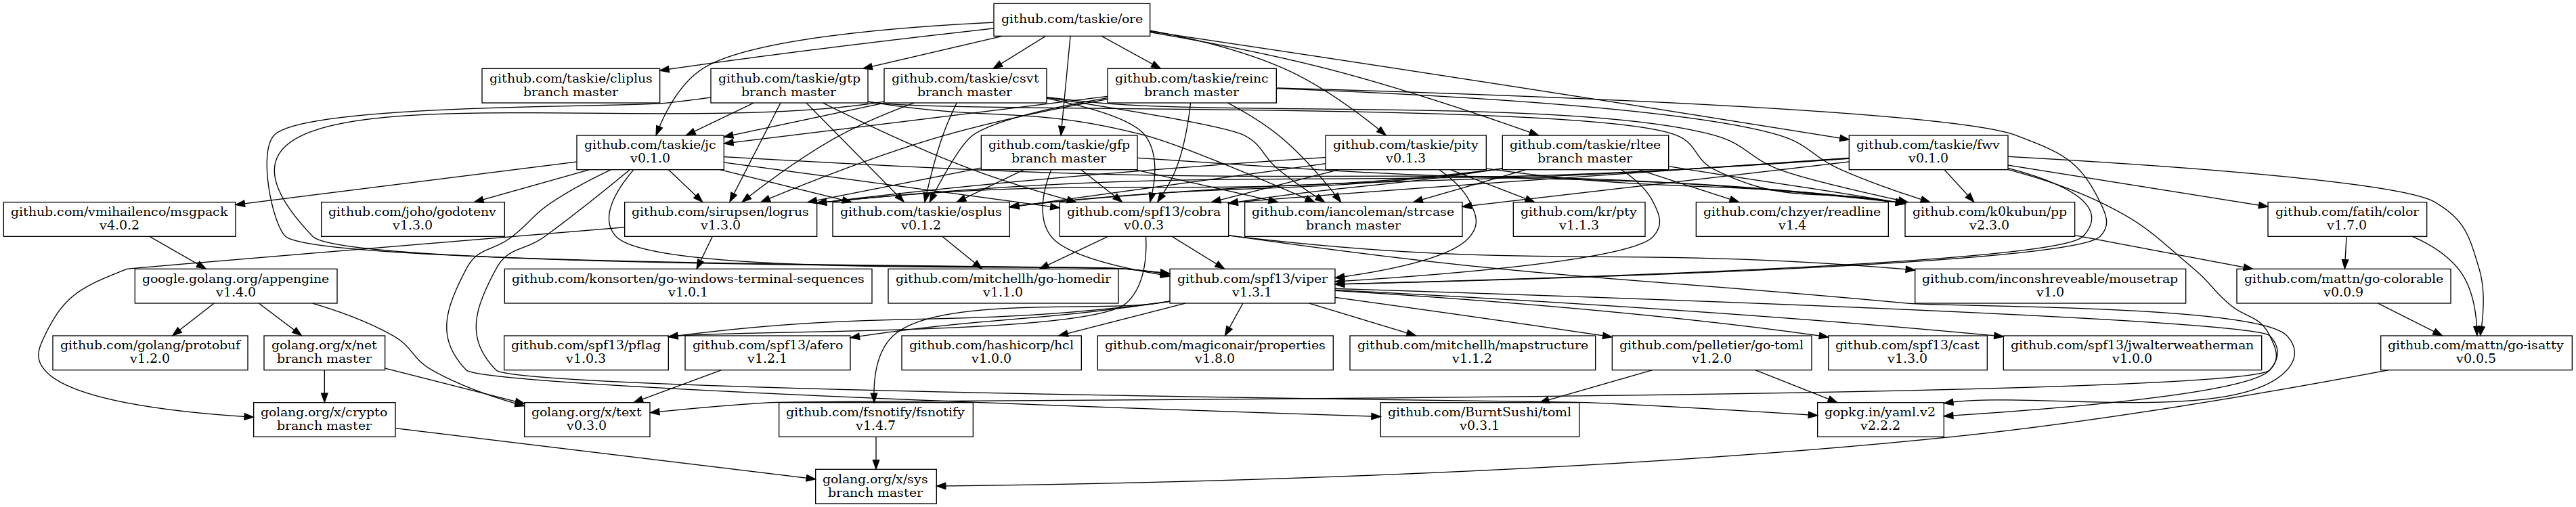 github.com/taskie/ore
github.com/taskie/cliplus
branch master
github.com/taskie/gtp
branch master
github.com/taskie/csvt
branch master
github.com/taskie/reinc
branch master
github.com/taskie/jc
v0.1.0
github.com/taskie/gfp
branch master
github.com/taskie/pity
v0.1.3
github.com/taskie/rltee
branch master
github.com/taskie/fwv
v0.1.0
github.com/vmihailenco/msgpack
v4.0.2
github.com/joho/godotenv
v1.3.0
github.com/sirupsen/logrus
v1.3.0
github.com/taskie/osplus
v0.1.2
github.com/spf13/cobra
v0.0.3
github.com/iancoleman/strcase
branch master
github.com/kr/pty
v1.1.3
github.com/chzyer/readline
v1.4
github.com/k0kubun/pp
v2.3.0
github.com/fatih/color
v1.7.0
google.golang.org/appengine
v1.4.0
github.com/konsorten/go-windows-terminal-sequences
v1.0.1
github.com/mitchellh/go-homedir
v1.1.0
github.com/spf13/viper
v1.3.1
github.com/inconshreveable/mousetrap
v1.0
github.com/mattn/go-colorable
v0.0.9
github.com/golang/protobuf
v1.2.0
golang.org/x/net
branch master
github.com/spf13/pflag
v1.0.3
github.com/spf13/afero
v1.2.1
github.com/hashicorp/hcl
v1.0.0
github.com/magiconair/properties
v1.8.0
github.com/mitchellh/mapstructure
v1.1.2
github.com/pelletier/go-toml
v1.2.0
github.com/spf13/cast
v1.3.0
github.com/spf13/jwalterweatherman
v1.0.0
github.com/mattn/go-isatty
v0.0.5
golang.org/x/crypto
branch master
golang.org/x/text
v0.3.0
github.com/fsnotify/fsnotify
v1.4.7
github.com/BurntSushi/toml
v0.3.1
gopkg.in/yaml.v2
v2.2.2
golang.org/x/sys
branch master